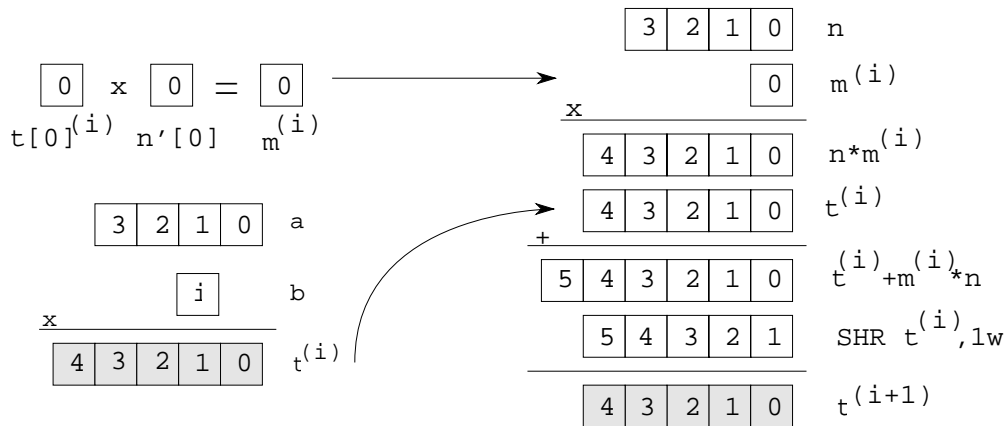 3 2 1 0 n
0 x 0 = 0
t[0]^(i) n'[0] m^(i)
0 m^(i)
x
4 3 2 1 0 n*m^(i)
3 2 1 0 a
4 3 2 1 0 t^(i)
+
i b
x
5 4 3 2 1 0 t^(i)+m^(i)*n
4 3 2 1 0 t^(i)
5 4 3 2 1 SHR t^(i),1w
4 3 2 1 0 t^(i+1)